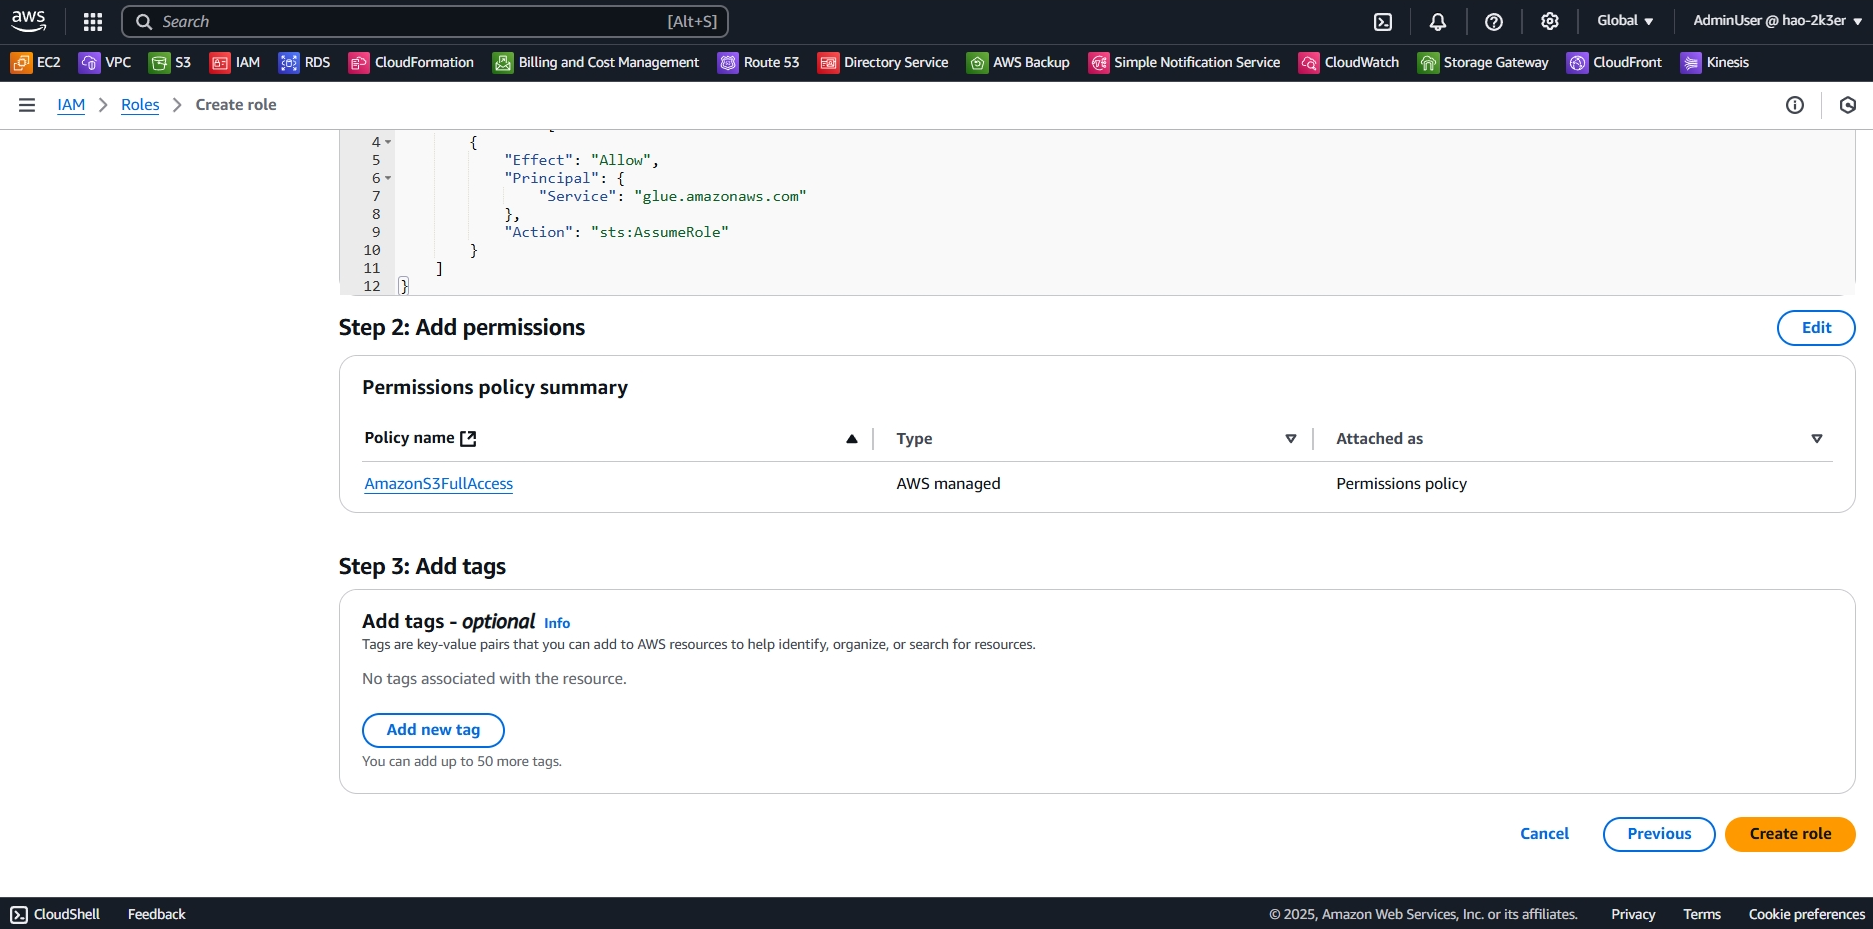 aws
Search [Alt+S]
Global
AdminUser @ hao-2k3er
EC2 VPC S3 IAM RDS CloudFormation Billing and Cost Management Route 53 Directory Service AWS Backup Simple Notification Service CloudWatch Storage Gateway CloudFront Kinesis
IAM > Roles > Create role
4 {
5 "Effect": "Allow",
6 "Principal": {
7 "Service": "glue.amazonaws.com"
8 },
9 "Action": "sts:AssumeRole"
10 }
11 ]
12 }
Step 2: Add permissions
Edit
Permissions policy summary
Policy name Type Attached as
AmazonS3FullAccess AWS managed Permissions policy
Step 3: Add tags
Add tags - optional Info
Tags are key-value pairs that you can add to AWS resources to help identify, organize, or search for resources.
No tags associated with the resource.
Add new tag
You can add up to 50 more tags.
Cancel Previous Create role
CloudShell Feedback © 2025, Amazon Web Services, Inc. or its affiliates. Privacy Terms Cookie preferences